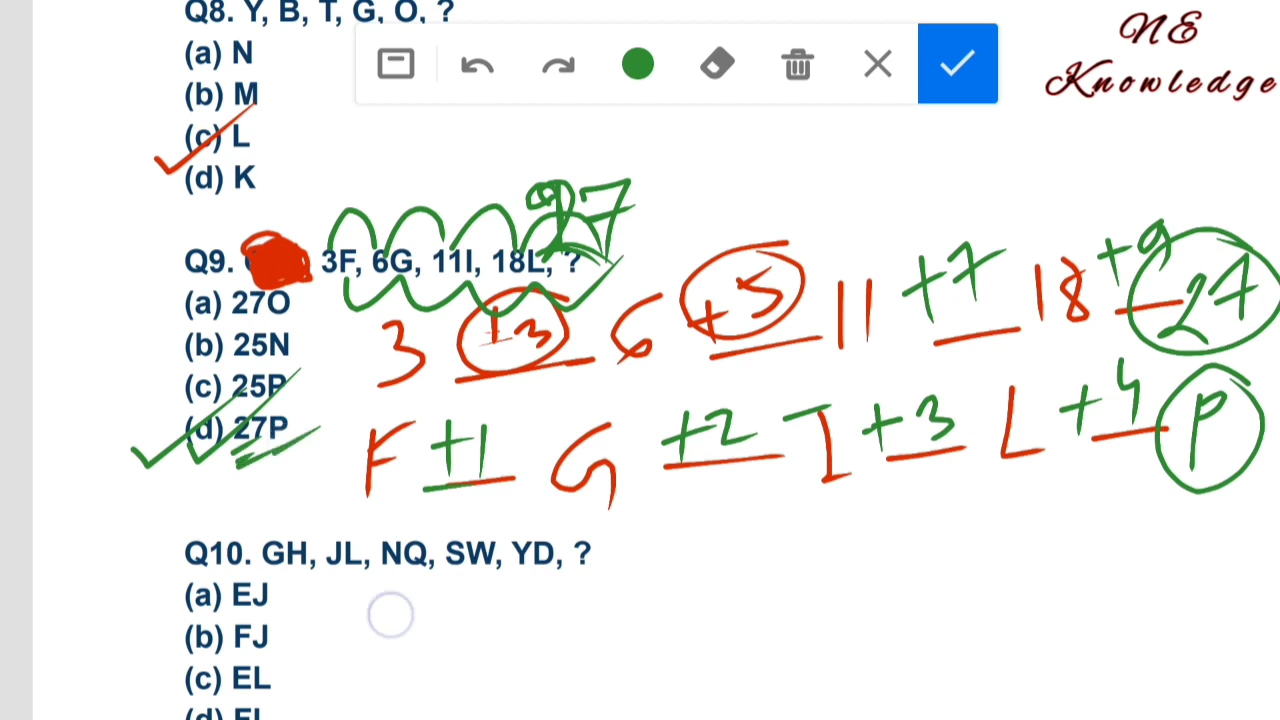 Q8. Y, B, T, G, O, ?
NE
Knowledge
(a) N
(b) M
(c) L
(d) K
27
Q9. 3F, 6G, 11I, 18L, ?
(a) 27O
(b) 25N
(c) 25P
(d) 27P
3 +3 6 +5 11 +7 18 +9 27
F +1 G +2 I +3 L +4 P
Q10. GH, JL, NQ, SW, YD, ?
(a) EJ
(b) FJ
(c) EL